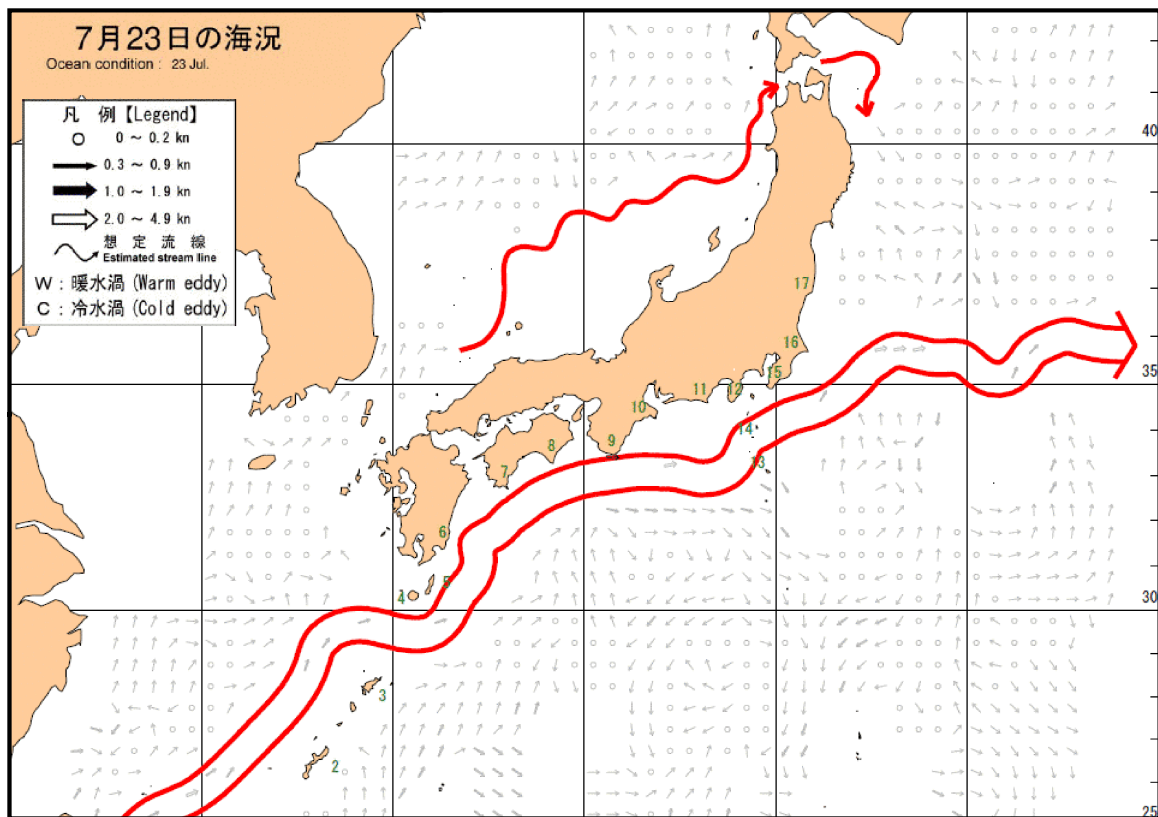 7月23日の海況
Ocean condition : 23 Jul.
凡 例【Legend】
0 ～ 0.2 kn
0.3 ～ 0.9 kn
1.0 ～ 1.9 kn
2.0 ～ 4.9 kn
想 定 流 線
Estimated stream line
W : 暖水渦 (Warm eddy)
C : 冷水渦 (Cold eddy)
40
17
16
35
15
12
11
10
14
9
8
13
7
6
5
4
30
3
2
25